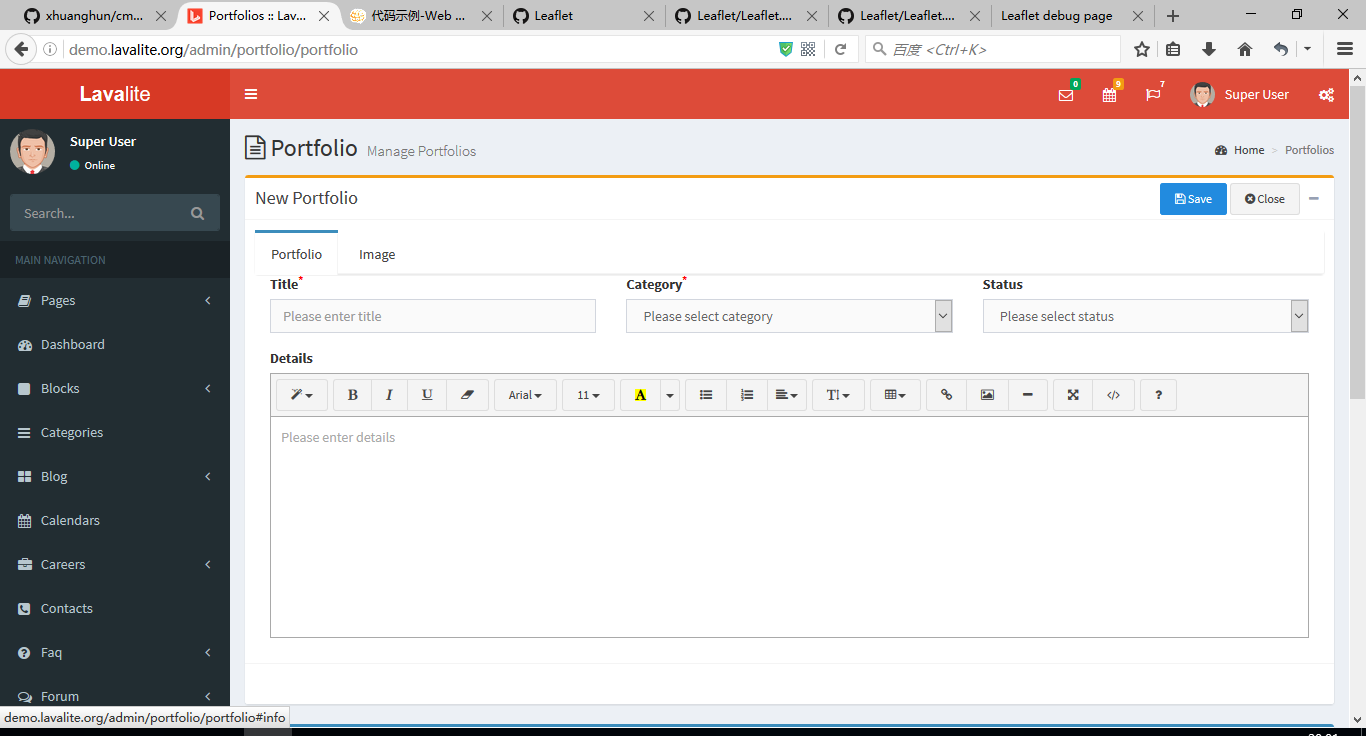 xhuanghun/cm...
Portfolios :: Lav...
代码示例-Web ...
Leaflet
Leaflet/Leaflet....
Leaflet/Leaflet....
Leaflet debug page
demo.lavalite.org/admin/portfolio/portfolio
百度 <Ctrl+K>
Lavalite
0
9
7
Super User
Super User
Online
Portfolio Manage Portfolios
Home > Portfolios
Search...
New Portfolio
Save
Close
MAIN NAVIGATION
Portfolio
Image
Pages
Dashboard
Blocks
Categories
Blog
Calendars
Careers
Contacts
Faq
Forum
Title*
Category*
Status
Please enter title
Please select category
Please select status
Details
B
I
U
Arial
11
A
T!
</>
?
Please enter details
demo.lavalite.org/admin/portfolio/portfolio#info